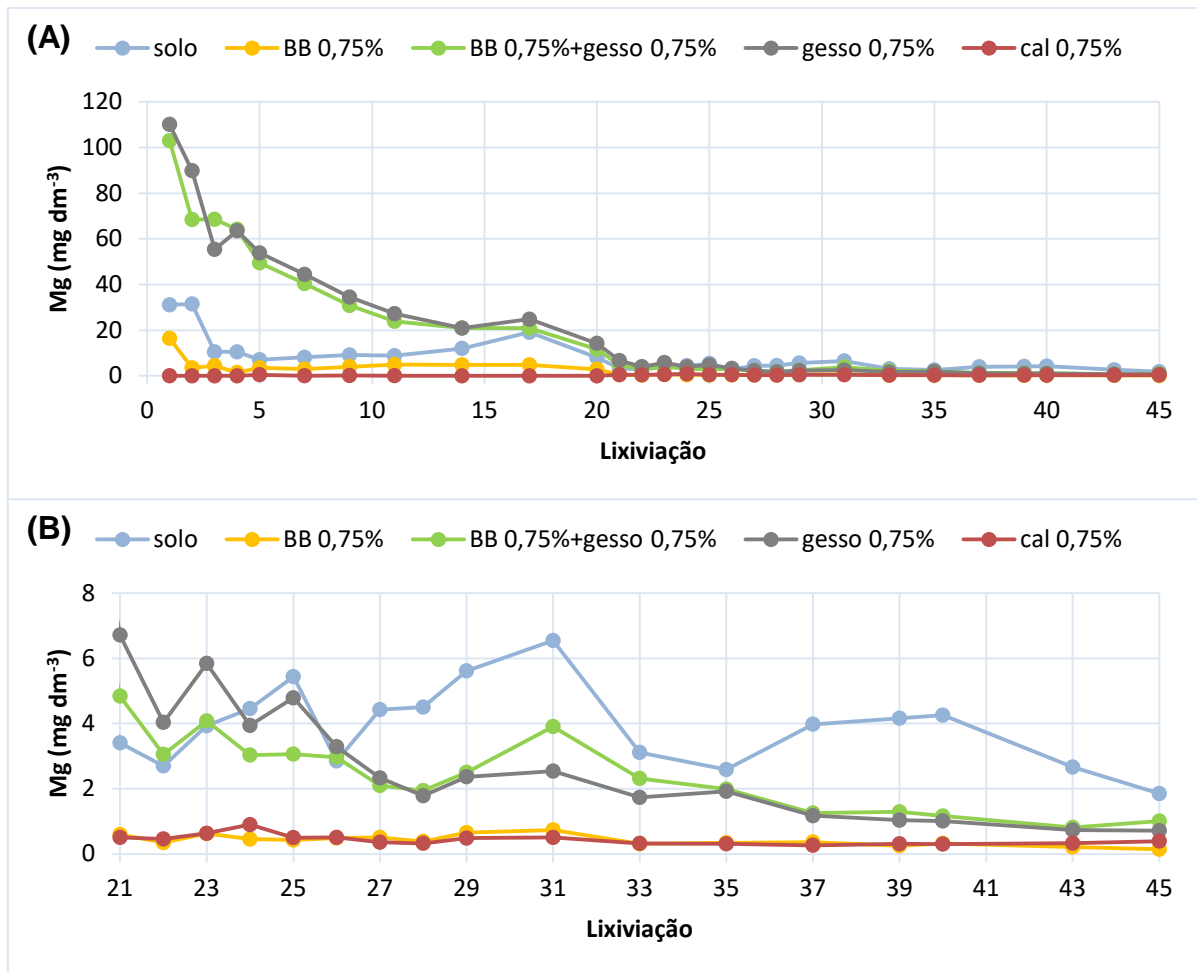 (A)
solo BB 0,75% BB 0,75%+gesso 0,75% gesso 0,75% cal 0,75%
120
100
80
60
40
20
0
Mg (mg dm⁻³)
0 5 10 15 20 25 30 35 40 45
Lixiviação
(B)
solo BB 0,75% BB 0,75%+gesso 0,75% gesso 0,75% cal 0,75%
8
6
4
2
0
Mg (mg dm⁻³)
21 23 25 27 29 31 33 35 37 39 41 43 45
Lixiviação